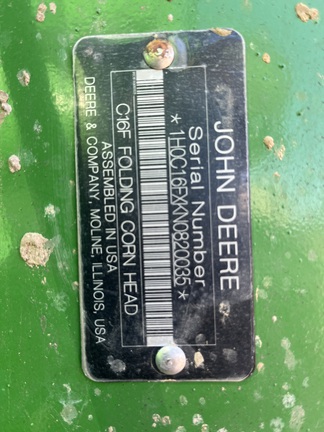 JOHN DEERE
Serial Number
*1H0C16FXKN0820035*
C16F FOLDING CORN HEAD
ASSEMBLED IN USA
DEERE & COMPANY, MOLINE, ILLINOIS, USA